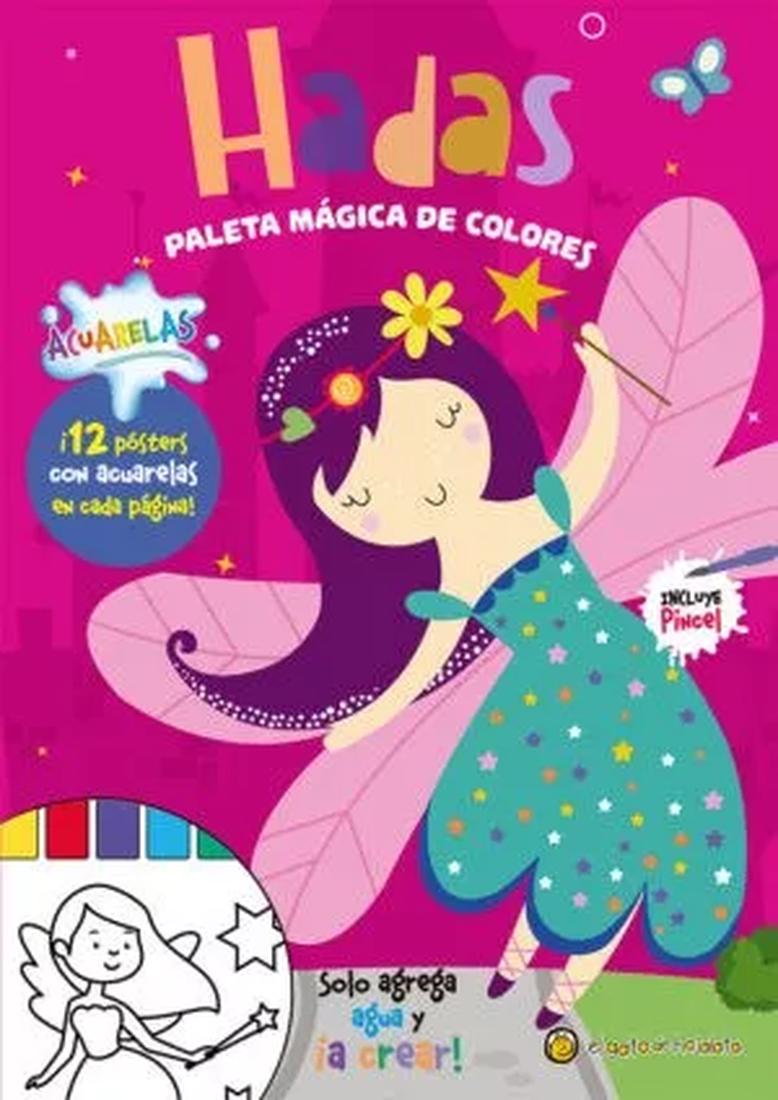 Hadas
PALETA MÁGICA DE COLORES
ACUARELAS
¡12 pósters
con acuarelas
en cada página!
INCLUYE
Pincel
Solo agrega
agua y
¡a crear!